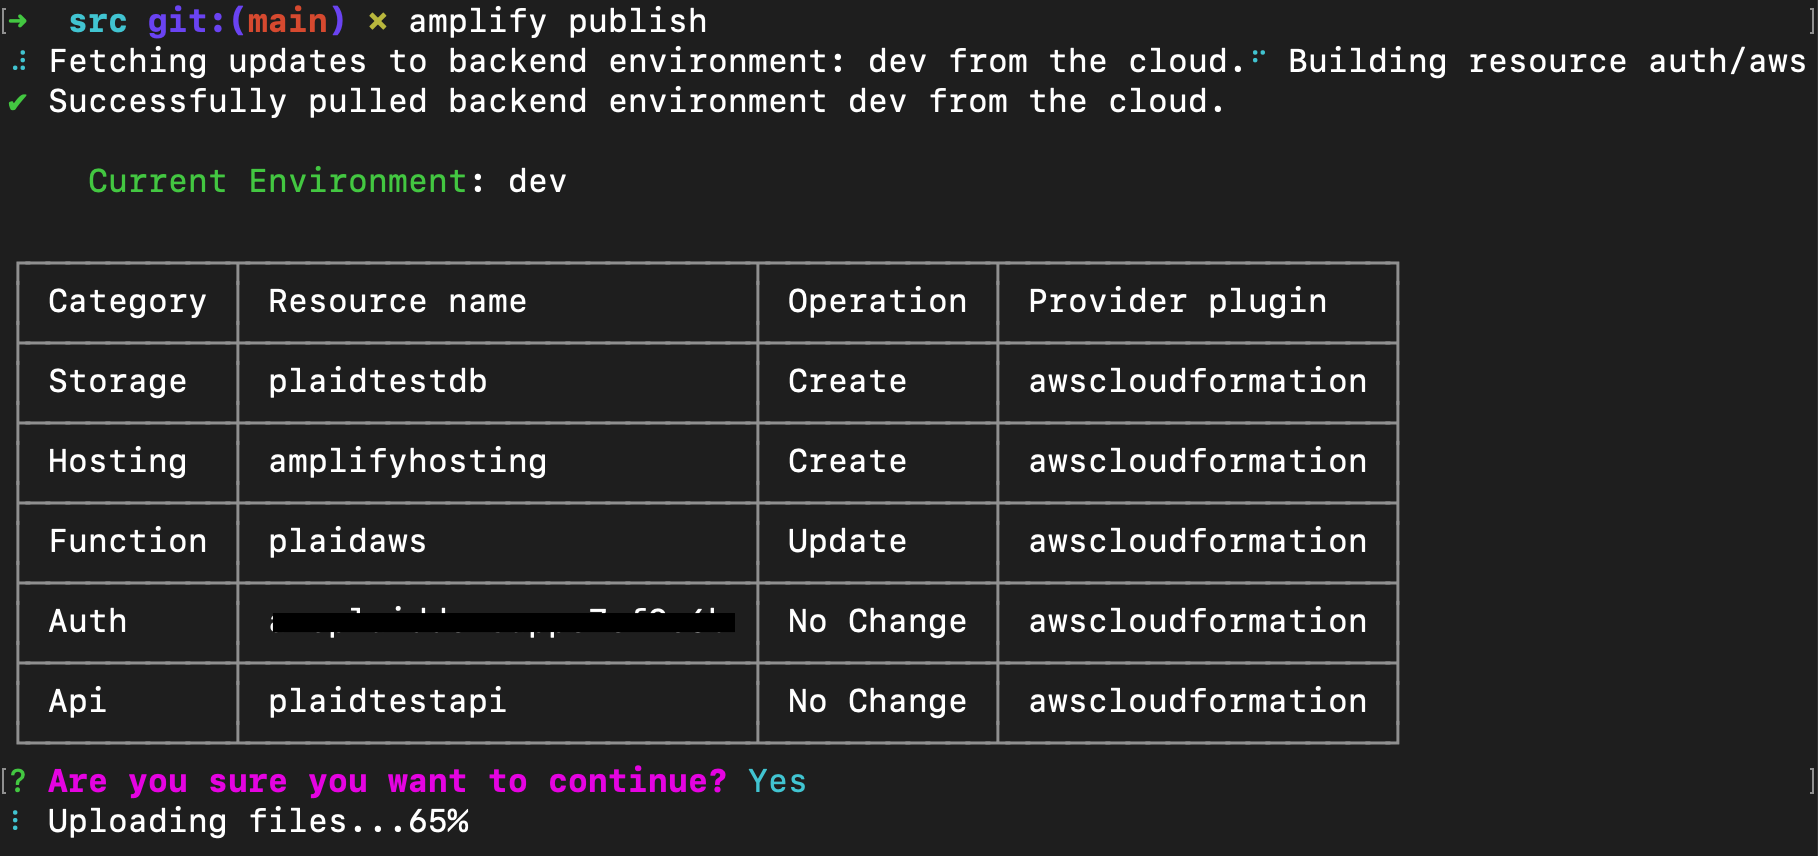 [➜  src git:(main) ✖ amplify publish ]
⠼ Fetching updates to backend environment: dev from the cloud.⠋ Building resource auth/aws
✔ Successfully pulled backend environment dev from the cloud.
Current Environment: dev
Category Resource name Operation Provider plugin
Storage plaidtestdb Create awscloudformation
Hosting amplifyhosting Create awscloudformation
Function plaidaws Update awscloudformation
Auth No Change awscloudformation
Api plaidtestapi No Change awscloudformation
[? Are you sure you want to continue? Yes ]
⠸ Uploading files...65%